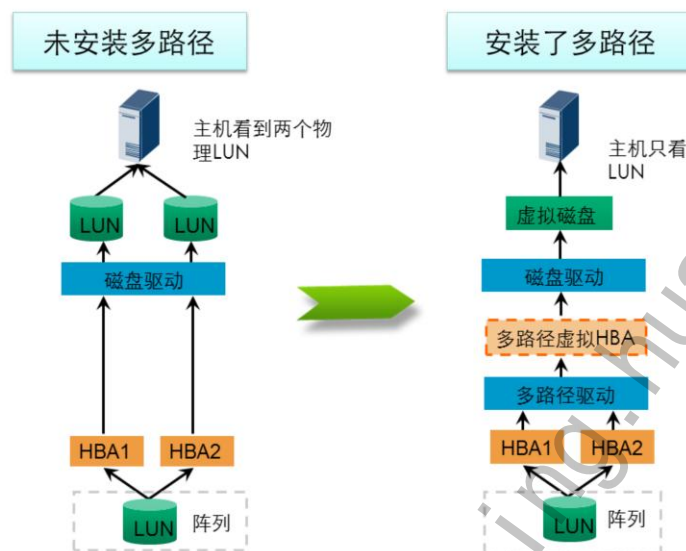 未安装多路径
安装了多路径
主机看到两个物
理LUN
主机只看
LUN
LUN
LUN
虚拟磁盘
磁盘驱动
磁盘驱动
多路径虚拟HBA
多路径驱动
HBA1
HBA2
HBA1
HBA2
LUN
阵列
LUN
阵列
ing.hu